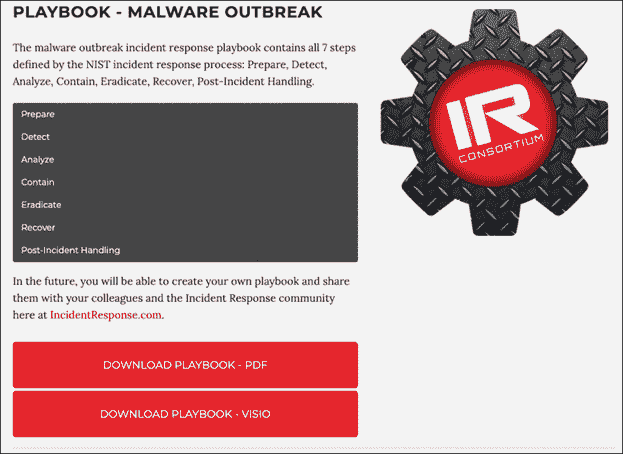 PLAYBOOK - MALWARE OUTBREAK
The malware outbreak incident response playbook contains all 7 steps
defined by the NIST incident response process: Prepare, Detect,
Analyze, Contain, Eradicate, Recover, Post-Incident Handling.
Prepare
Detect
Analyze
Contain
Eradicate
Recover
Post-Incident Handling
In the future, you will be able to create your own playbook and share
them with your colleagues and the Incident Response community
here at IncidentResponse.com.
DOWNLOAD PLAYBOOK - PDF
DOWNLOAD PLAYBOOK - VISIO
IR
CONSORTIUM